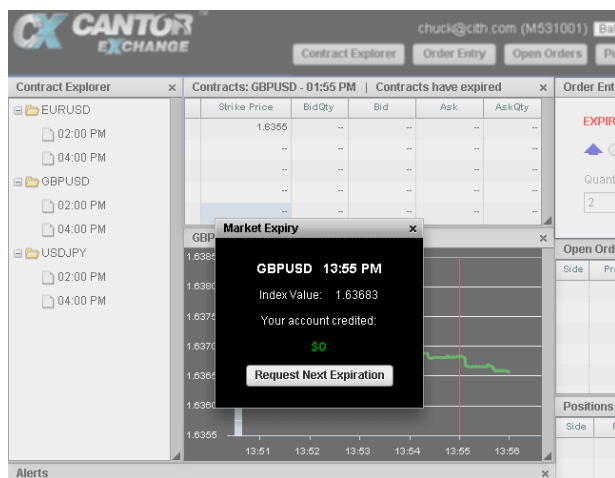 CX CANTOR
EXCHANGE
TM
chuck@cith.com (M531001)
Contract Explorer
Order Entry
Open Orders
Contract Explorer x
EURUSD
02:00 PM
04:00 PM
GBPUSD
02:00 PM
04:00 PM
USDJPY
02:00 PM
04:00 PM
Contracts: GBPUSD - 01:55 PM | Contracts have expired x
Strike Price BidQty Bid Ask AskQty
1.6355 -- -- -- --
-- -- -- -- --
-- -- -- -- --
-- -- -- -- --
-- -- -- -- --
GBP x
1.6385
1.6380
1.6375
1.6370
1.6365
1.6360
1.6355
13:51 13:52 13:53 13:54 13:55 13:56
Market Expiry x
GBPUSD 13:55 PM
Index Value: 1.63683
Your account credited:
$0
Request Next Expiration
Order Ent
EXPIR
Quant
2
Open Ord
Side Pr
Positions
Side
Alerts x